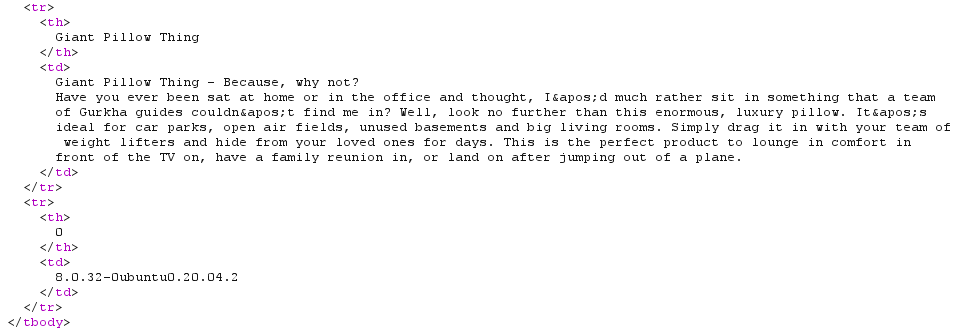 <tr>
<th>
Giant Pillow Thing
</th>
<td>
Giant Pillow Thing - Because, why not?
Have you ever been sat at home or in the office and thought, I&apos;d much rather sit in something that a team
of Gurkha guides couldn&apos;t find me in? Well, look no further than this enormous, luxury pillow. It&apos;s
ideal for car parks, open air fields, unused basements and big living rooms. Simply drag it in with your team of
weight lifters and hide from your loved ones for days. This is the perfect product to lounge in comfort in
front of the TV on, have a family reunion in, or land on after jumping out of a plane.
</td>
</tr>
<tr>
<th>
0
</th>
<td>
8.0.32-0ubuntu0.20.04.2
</td>
</tr>
</tbody>